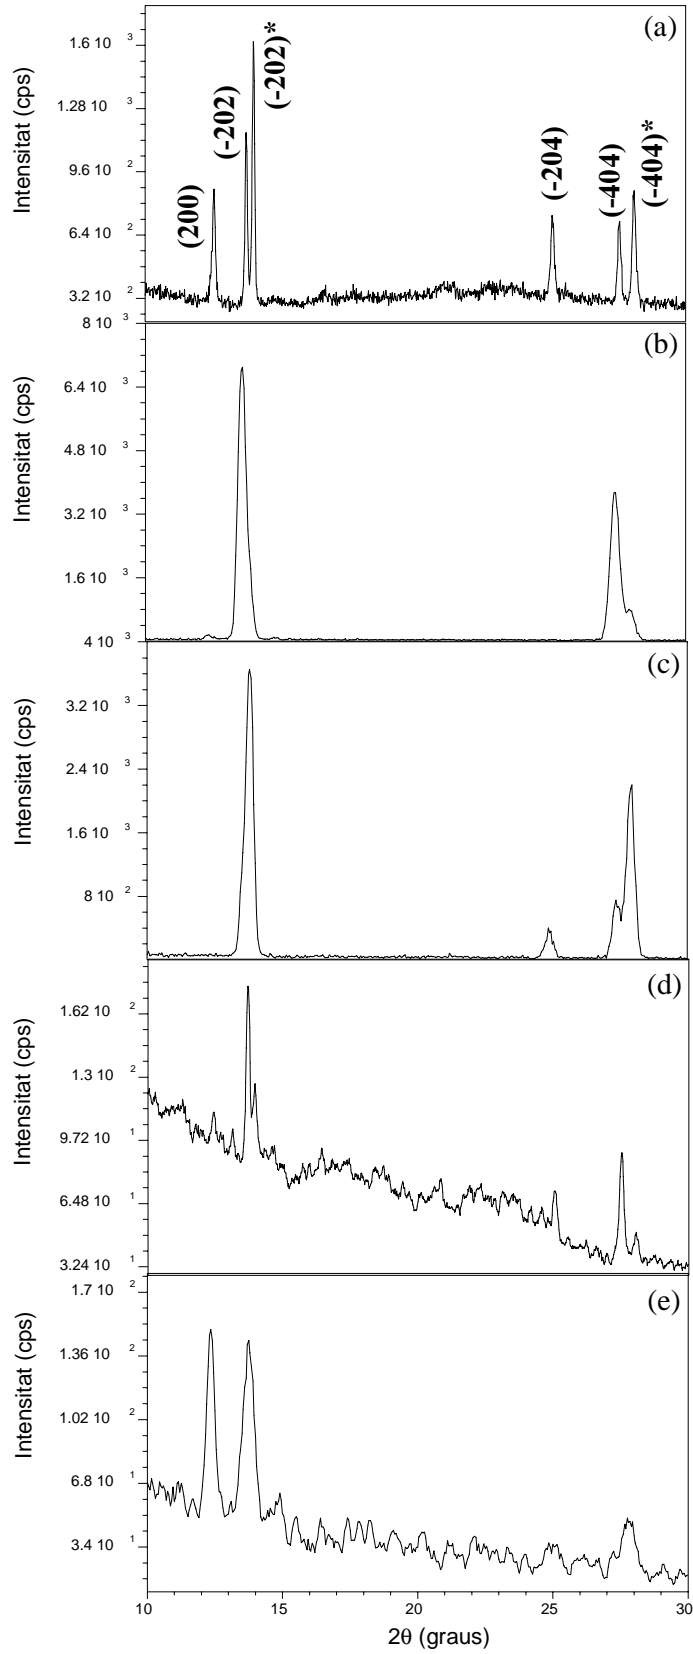 (a)
Intensitat (cps)
1.6 10 3
1.28 10 3
9.6 10 2
6.4 10 2
3.2 10 2
(200)
(-202)
(-202)*
(-204)
(-404)
(-404)*
(b)
Intensitat (cps)
8 10 3
6.4 10 3
4.8 10 3
3.2 10 3
1.6 10 3
(c)
Intensitat (cps)
4 10 3
3.2 10 3
2.4 10 3
1.6 10 3
8 10 2
(d)
Intensitat (cps)
1.62 10 2
1.3 10 2
9.72 10 1
6.48 10 1
3.24 10 1
(e)
Intensitat (cps)
1.7 10 2
1.36 10 2
1.02 10 2
6.8 10 1
3.4 10 1
10 15 20 25 30
2θ (graus)